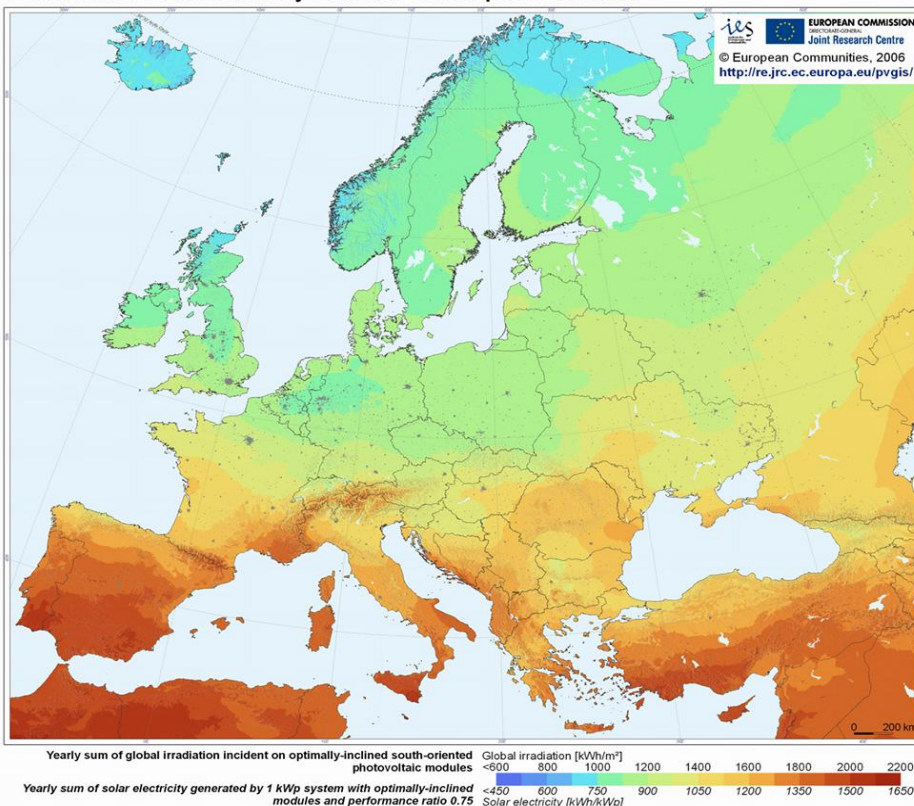 ies
EUROPEAN COMMISSION
DIRECTORATE-GENERAL
Joint Research Centre
© European Communities, 2006
http://re.jrc.ec.europa.eu/pvgis/
0 200 km
Yearly sum of global irradiation incident on optimally-inclined south-oriented
photovoltaic modules
Global irradiation [kWh/m²]
<600 800 1000 1200 1400 1600 1800 2000 2200
Yearly sum of solar electricity generated by 1 kWp system with optimally-inclined
modules and performance ratio 0.75
<450 600 750 900 1050 1200 1350 1500 1650
Solar electricity [kWh/kWp]